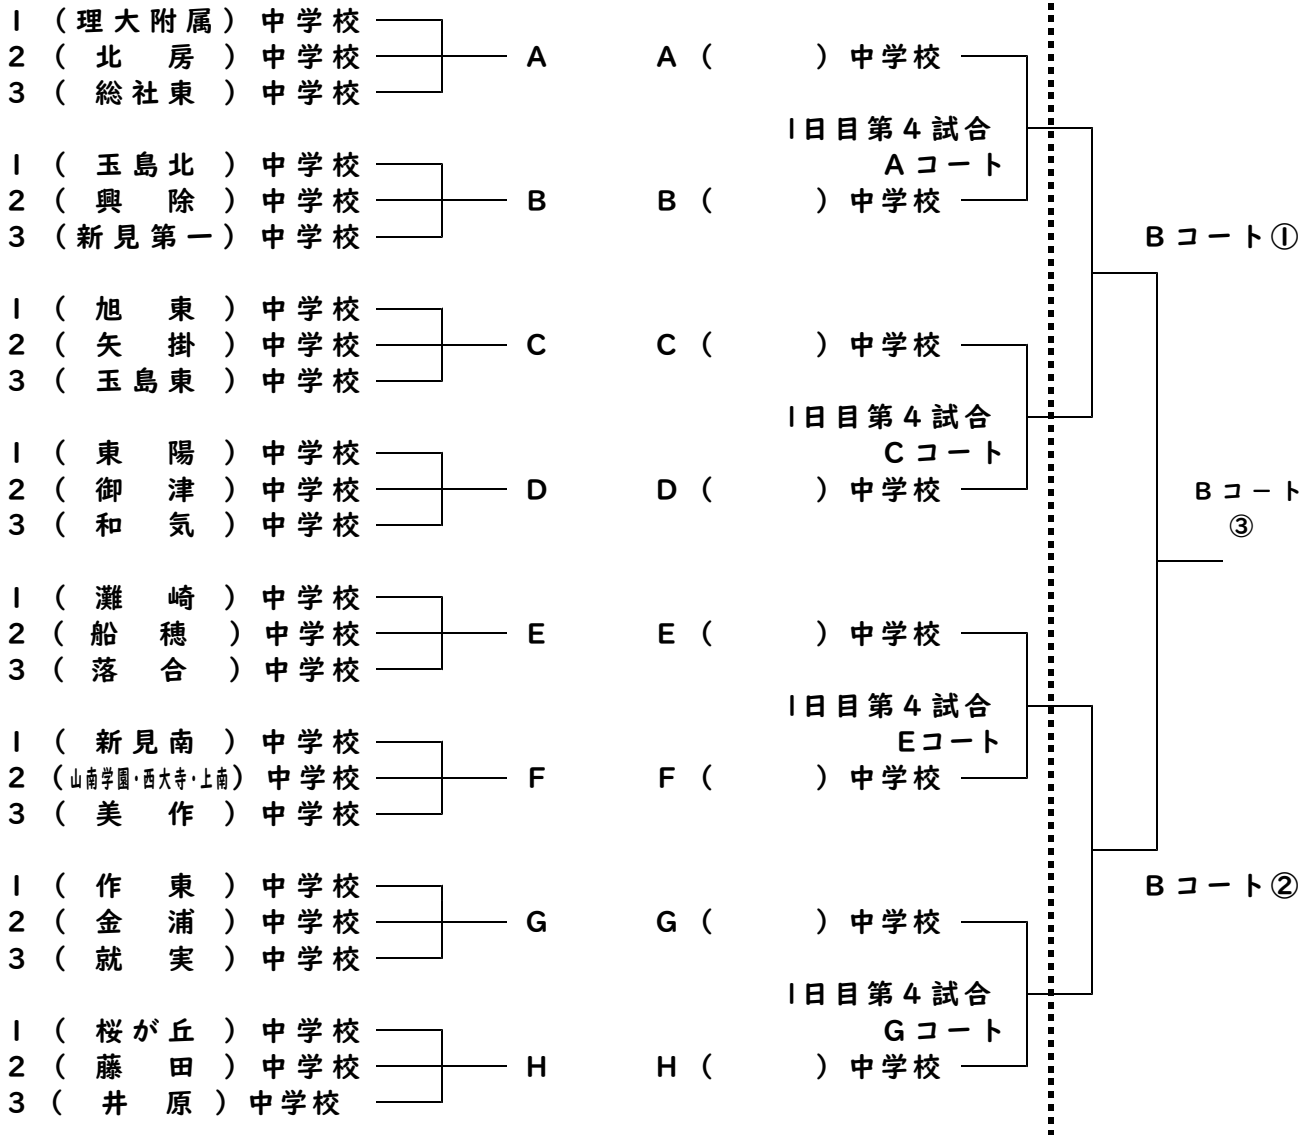 1 （理大附属）中学校
2 （ 北 房 ）中学校 A A（ ）中学校
3 （ 総社東 ）中学校
1日目第4試合
1 （ 玉島北 ）中学校 Aコート
2 （ 興 除 ）中学校 B B（ ）中学校
3 （新見第一）中学校 Bコート①
1 （ 旭 東 ）中学校
2 （ 矢 掛 ）中学校 C C（ ）中学校
3 （ 玉島東 ）中学校
1日目第4試合
1 （ 東 陽 ）中学校 Cコート
2 （ 御 津 ）中学校 D D（ ）中学校 Bコート
3 （ 和 気 ）中学校 ③
1 （ 灘 崎 ）中学校
2 （ 船 穂 ）中学校 E E（ ）中学校
3 （ 落 合 ）中学校
1日目第4試合
1 （ 新見南 ）中学校 Eコート
2 （山南学園・西大寺・上南）中学校 F F（ ）中学校
3 （ 美 作 ）中学校
1 （ 作 東 ）中学校 Bコート②
2 （ 金 浦 ）中学校 G G（ ）中学校
3 （ 就 実 ）中学校
1日目第4試合
1 （ 桜が丘 ）中学校 Gコート
2 （ 藤 田 ）中学校 H H（ ）中学校
3 （ 井 原 ）中学校